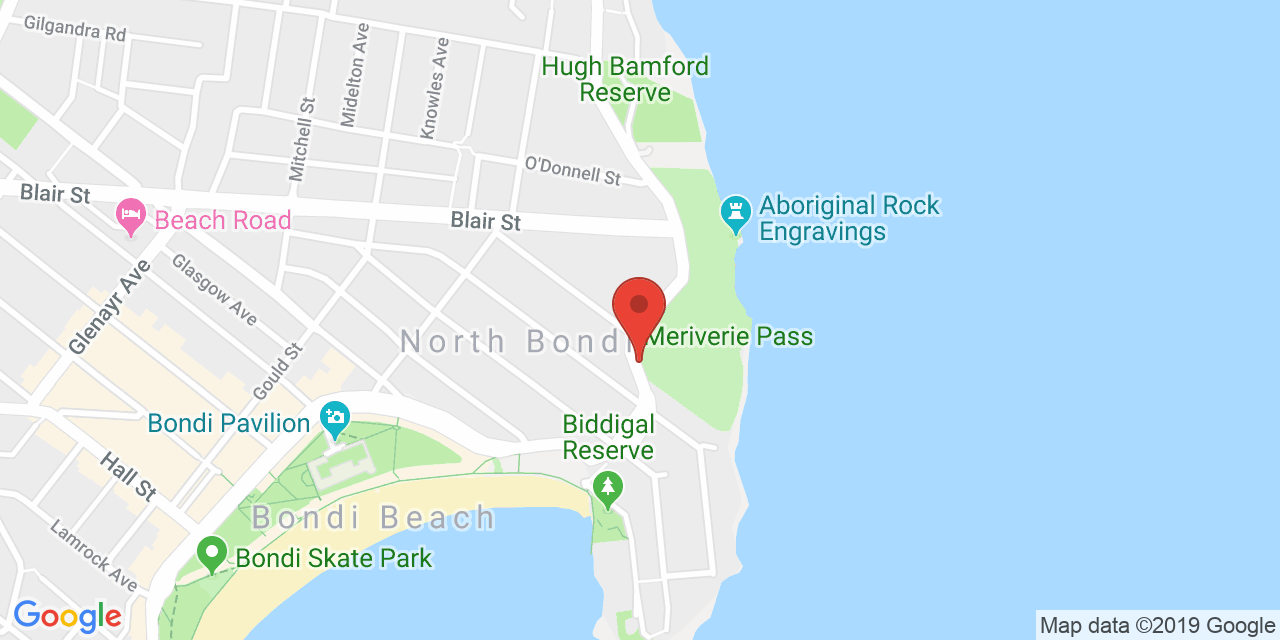 Gilgandra Rd
Midelton Ave
Knowles Ave
Mitchell St
Hugh Bamford
Reserve
O'Donnell St
Blair St
Beach Road
Blair St
Aboriginal Rock
Engravings
Glasgow Ave
Glenayr Ave
Gould St
North Bondi
Meriverie Pass
Bondi Pavilion
Biddigal
Reserve
Hall St
Bondi Beach
Lamrock Ave
Bondi Skate Park
Google
Map data ©2019 Google